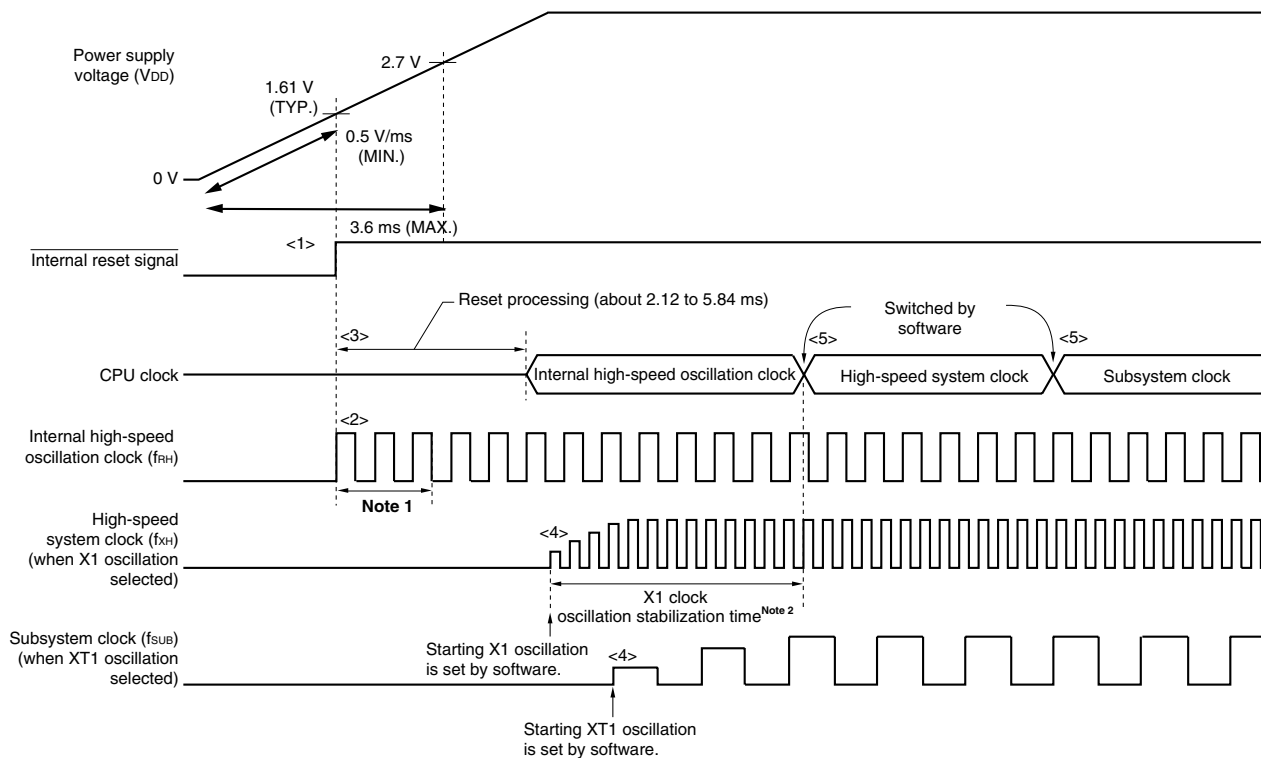 Power supply
voltage (VDD)
2.7 V
1.61 V
(TYP.)
0.5 V/ms
(MIN.)
0 V
3.6 ms (MAX.)
<1>
Internal reset signal
Reset processing (about 2.12 to 5.84 ms)
Switched by
software
<3>
<5>
<5>
CPU clock
Internal high-speed oscillation clock
High-speed system clock
Subsystem clock
<2>
Internal high-speed
oscillation clock (fRH)
Note 1
High-speed
system clock (fXH)
(when X1 oscillation
selected)
<4>
X1 clock
oscillation stabilization timeNote 2
Starting X1 oscillation
is set by software.
Subsystem clock (fSUB)
(when XT1 oscillation
selected)
<4>
Starting XT1 oscillation
is set by software.